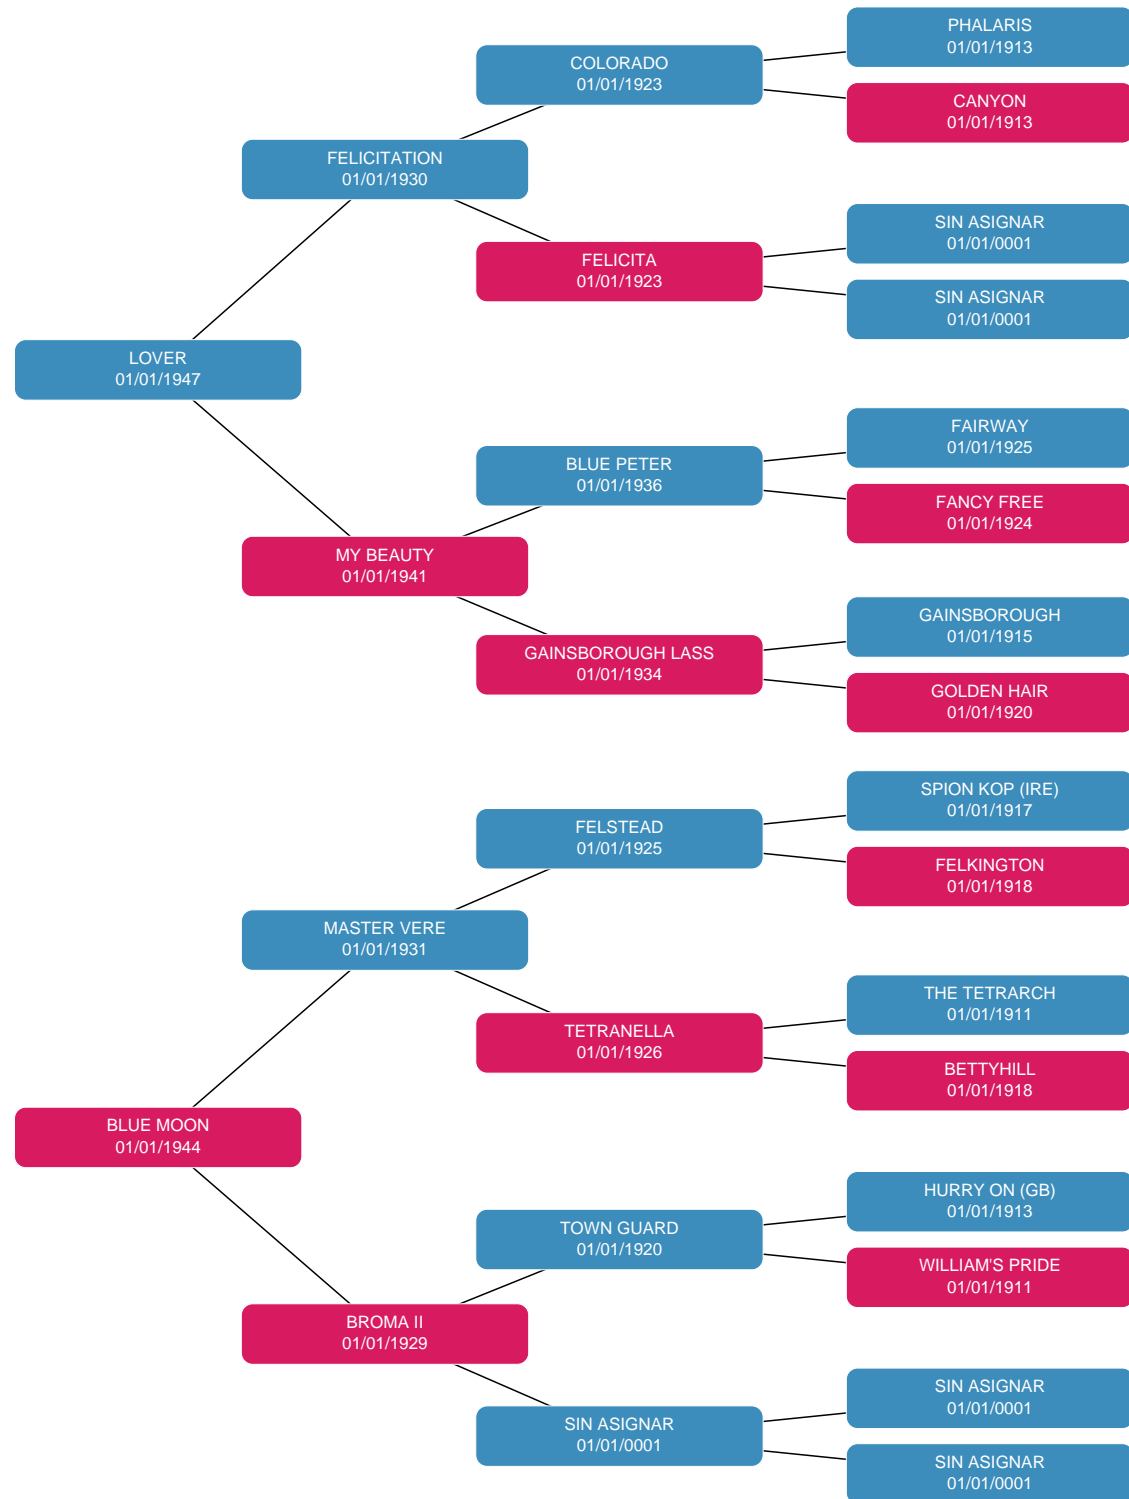 PHALARIS
01/01/1913
COLORADO
01/01/1923
CANYON
01/01/1913
FELICITATION
01/01/1930
SIN ASIGNAR
01/01/0001
FELICITA
01/01/1923
SIN ASIGNAR
01/01/0001
LOVER
01/01/1947
FAIRWAY
01/01/1925
BLUE PETER
01/01/1936
FANCY FREE
01/01/1924
MY BEAUTY
01/01/1941
GAINSBOROUGH
01/01/1915
GAINSBOROUGH LASS
01/01/1934
GOLDEN HAIR
01/01/1920
SPION KOP (IRE)
01/01/1917
FELSTEAD
01/01/1925
FELKINGTON
01/01/1918
MASTER VERE
01/01/1931
THE TETRARCH
01/01/1911
TETRANELLA
01/01/1926
BETTYHILL
01/01/1918
BLUE MOON
01/01/1944
HURRY ON (GB)
01/01/1913
TOWN GUARD
01/01/1920
WILLIAM'S PRIDE
01/01/1911
BROMA II
01/01/1929
SIN ASIGNAR
01/01/0001
SIN ASIGNAR
01/01/0001
SIN ASIGNAR
01/01/0001